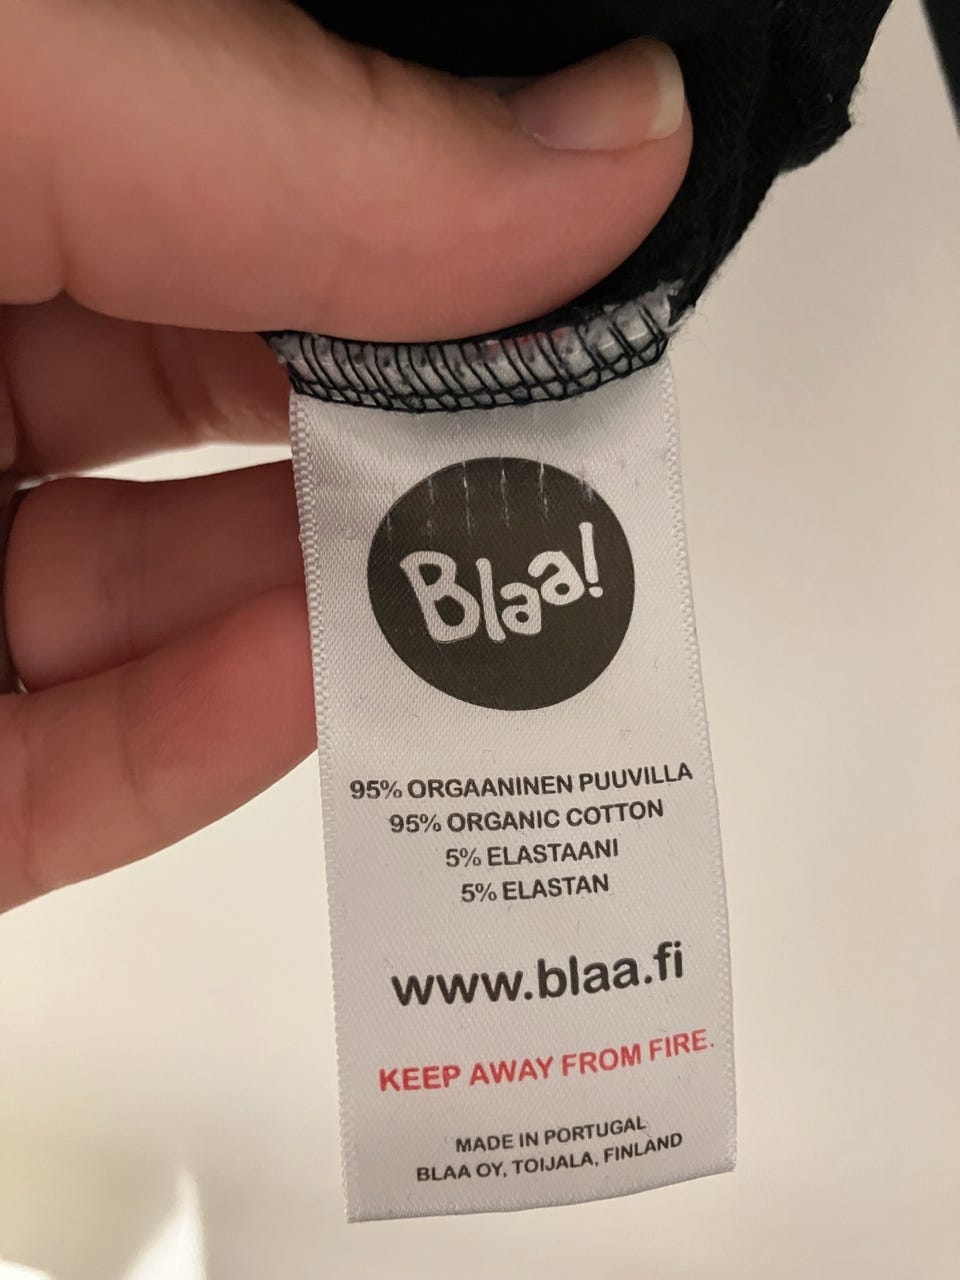 Blaa!
95% ORGAANINEN PUUVILLA
95% ORGANIC COTTON
5% ELASTAANI
5% ELASTAN
www.blaa.fi
KEEP AWAY FROM FIRE.
MADE IN PORTUGAL
BLAA OY, TOIJALA, FINLAND